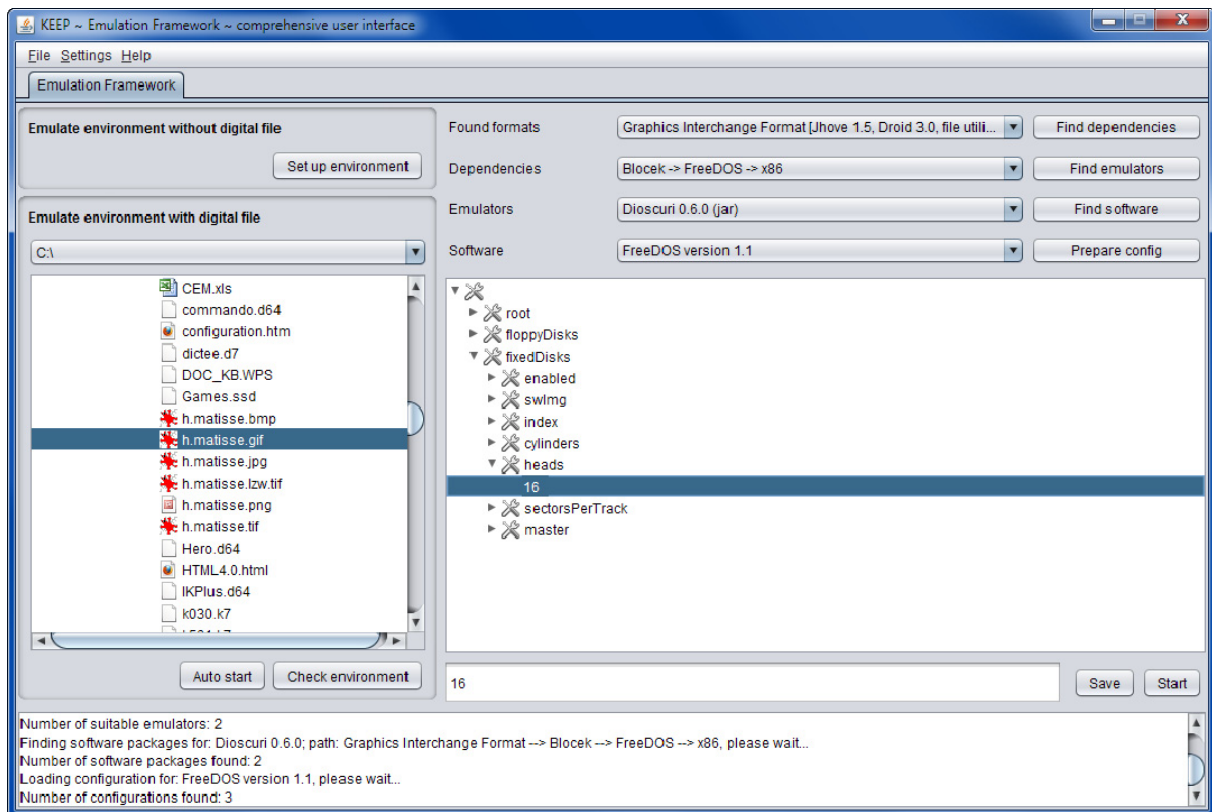 KEEP ~ Emulation Framework ~ comprehensive user interface
File Settings Help
Emulation Framework
Emulate environment without digital file
Set up environment
Emulate environment with digital file
C:\
CEM.xls
commando.d64
configuration.htm
dictee.d7
DOC_KB.WPS
Games.ssd
h.matisse.bmp
h.matisse.gif
h.matisse.jpg
h.matisse.lzw.tif
h.matisse.png
h.matisse.tif
Hero.d64
HTML4.0.html
IKPlus.d64
k030.k7
Auto start Check environment
Found formats Graphics Interchange Format [Jhove 1.5, Droid 3.0, file utili... Find dependencies
Dependencies Blocek -> FreeDOS -> x86 Find emulators
Emulators Dioscuri 0.6.0 (jar) Find software
Software FreeDOS version 1.1 Prepare config
root
floppyDisks
fixedDisks
enabled
swImg
index
cylinders
heads
16
sectorsPerTrack
master
16 Save Start
Number of suitable emulators: 2
Finding software packages for: Dioscuri 0.6.0; path: Graphics Interchange Format --> Blocek --> FreeDOS --> x86, please wait...
Number of software packages found: 2
Loading configuration for: FreeDOS version 1.1, please wait...
Number of configurations found: 3